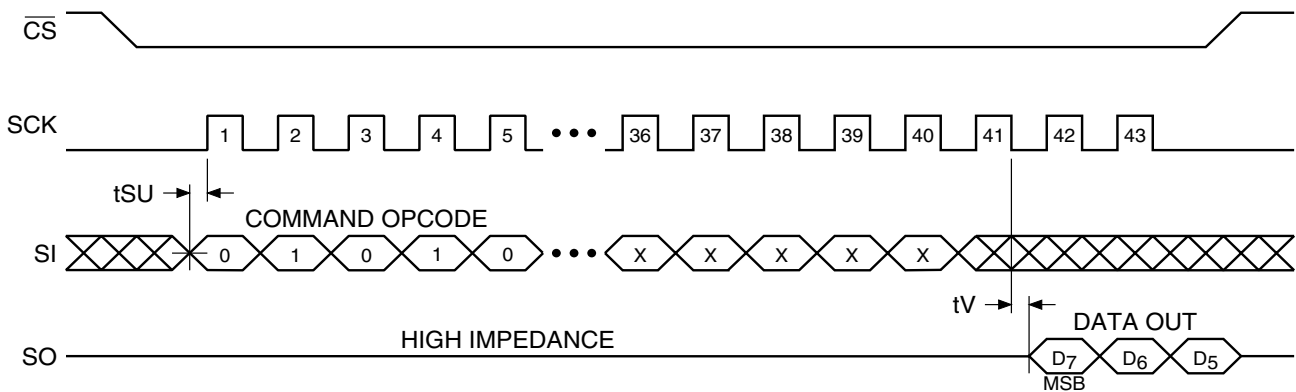 CS
SCK 1 2 3 4 5 ••• 36 37 38 39 40 41 42 43
tSU
COMMAND OPCODE
SI 0 1 0 1 0 ••• X X X X X
tV
HIGH IMPEDANCE
DATA OUT
SO D7 D6 D5
MSB